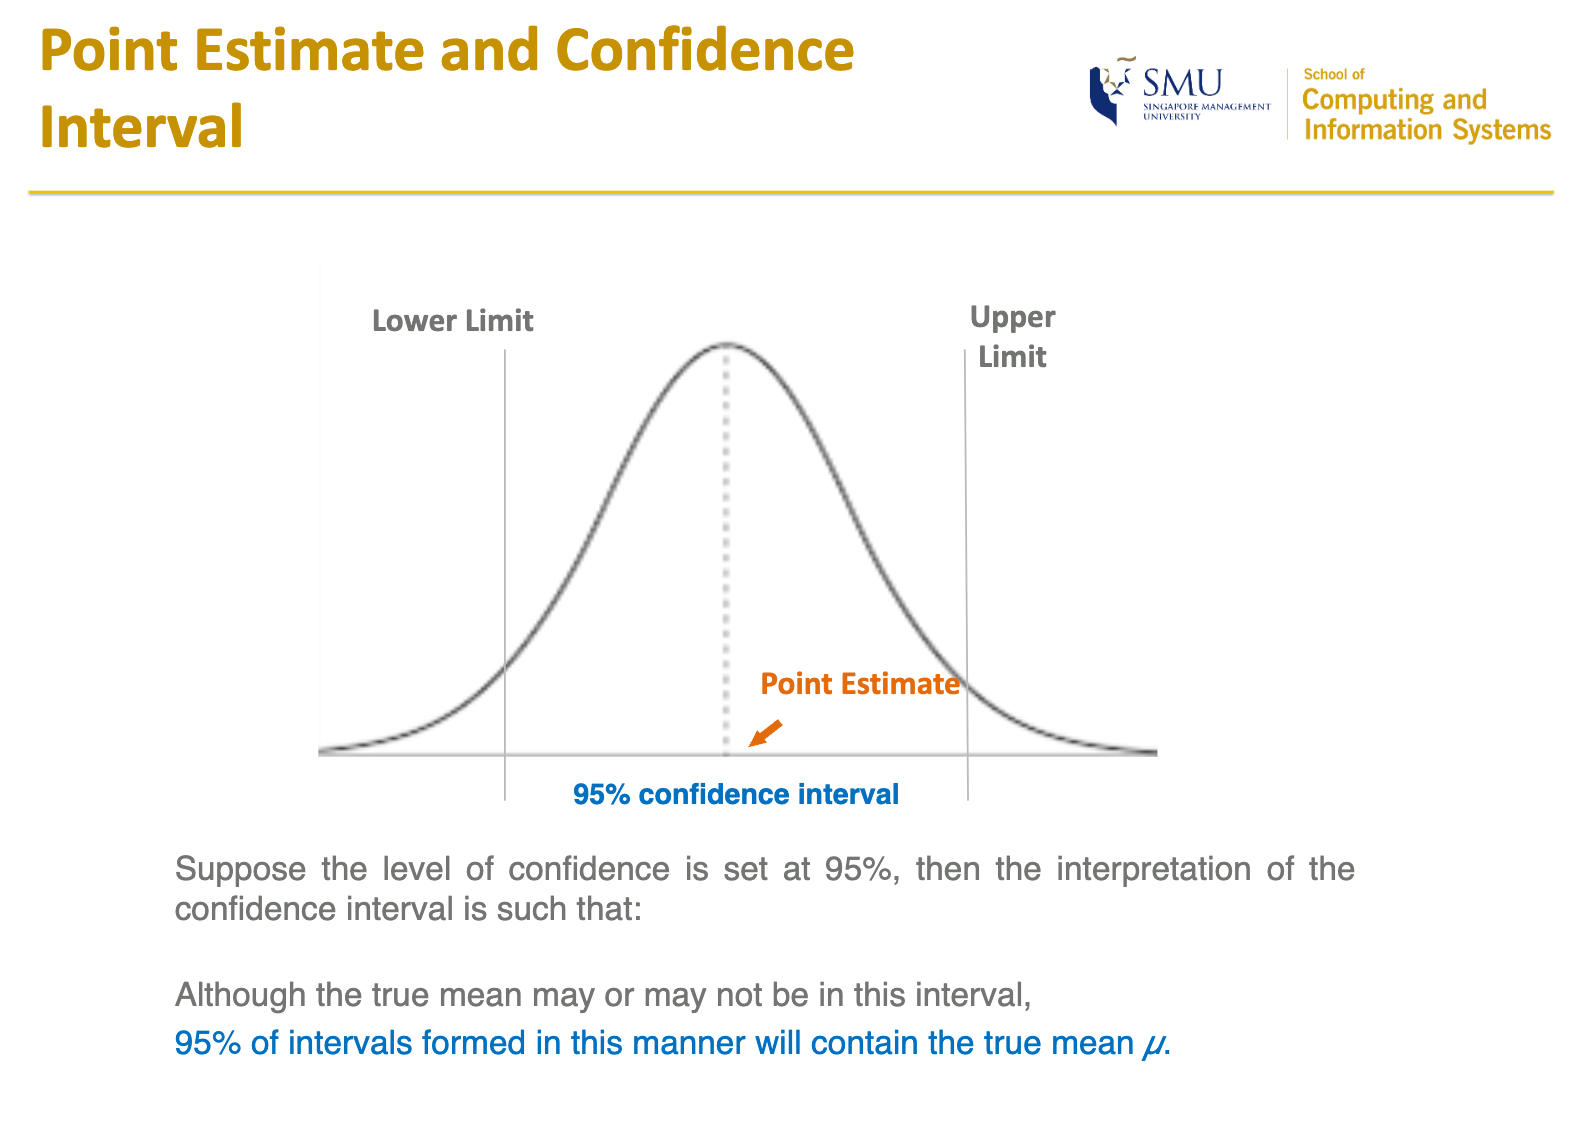 Point Estimate and Confidence
Interval
SMU
SINGAPORE MANAGEMENT
UNIVERSITY
School of
Computing and
Information Systems
Lower Limit
Upper
Limit
Point Estimate
95% confidence interval
Suppose the level of confidence is set at 95%, then the interpretation of the
confidence interval is such that:
Although the true mean may or may not be in this interval,
95% of intervals formed in this manner will contain the true mean μ.